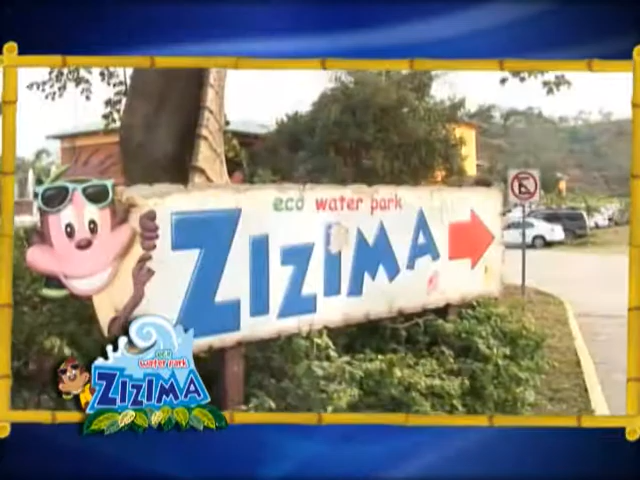 eco water park
ZIZIMA
E
eco
water park
ZIZIMA